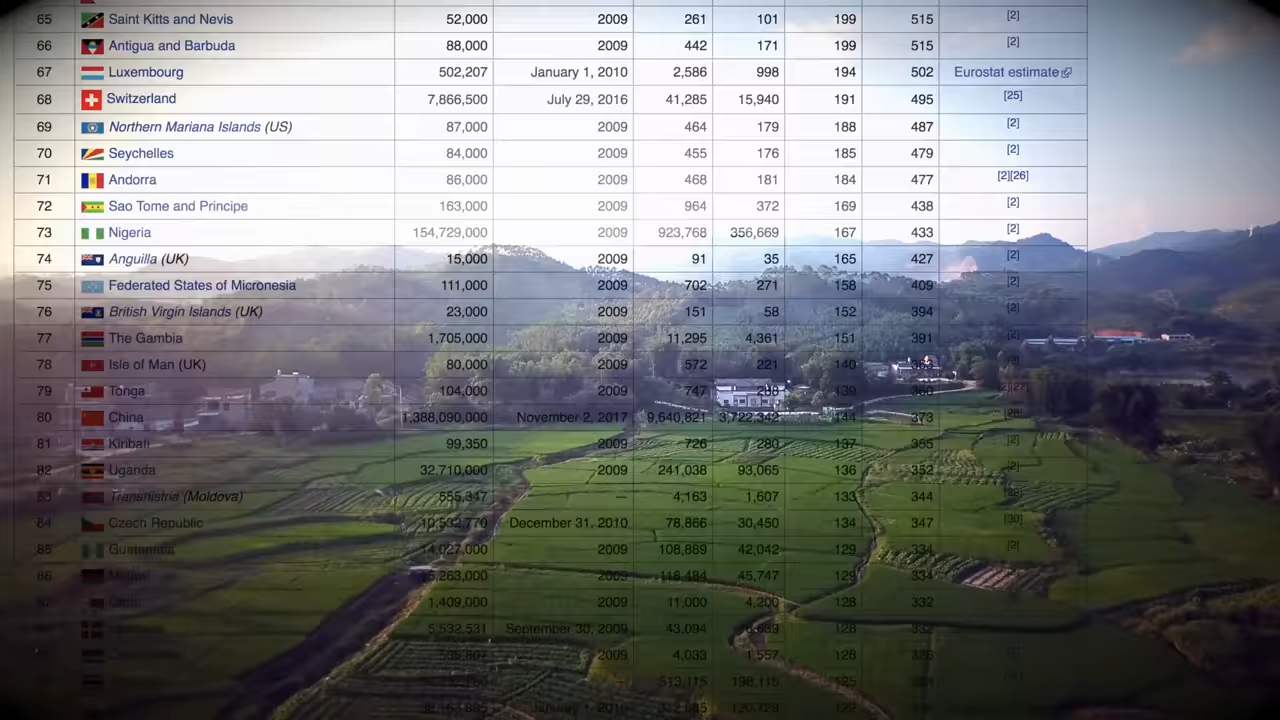 65 Saint Kitts and Nevis 52,000 2009 261 101 199 515 [2]
66 Antigua and Barbuda 88,000 2009 442 171 199 515 [2]
67 Luxembourg 502,207 January 1, 2010 2,586 998 194 502 Eurostat estimate
68 Switzerland 7,866,500 July 29, 2016 41,285 15,940 191 495 [25]
69 Northern Mariana Islands (US) 87,000 2009 464 179 188 487 [2]
70 Seychelles 84,000 2009 455 176 185 479 [2]
71 Andorra 86,000 2009 468 181 184 477 [2][26]
72 Sao Tome and Principe 163,000 2009 964 372 169 438 [2]
73 Nigeria 154,729,000 2009 923,768 356,669 167 433 [2]
74 Anguilla (UK) 15,000 2009 91 35 165 427 [2]
75 Federated States of Micronesia 111,000 2009 702 271 158 409 [2]
76 British Virgin Islands (UK) 23,000 2009 151 58 152 394 [2]
77 The Gambia 1,705,000 2009 11,295 4,361 151 391 [2]
78 Isle of Man (UK) 80,000 2009 572 221 140
79 Tonga 104,000 2009 747 139 360
80 China 1,388,090,000 November 2, 2017 9,640,821 3,722,342 144 373 [28]
81 Kiribati 99,350 2009 726 280 137 355 [2]
82 Uganda 32,710,000 2009 241,038 93,065 136 352 [2]
83 Transnistria (Moldova) 555,347 – 4,163 1,607 133 344
84 Czech Republic 10,532,770 December 31, 2010 78,866 30,450 134 347 [30]
85 Guatemala 14,027,000 2009 108,889 42,042 129 334 [2]
86 2009 118,484 45,747 129 334
1,409,000 2009 11,000 4,200 128 332
5,532,531 September 30, 2009 43,094 128 332
2009 4,033 1,557 126
513,115 198,115